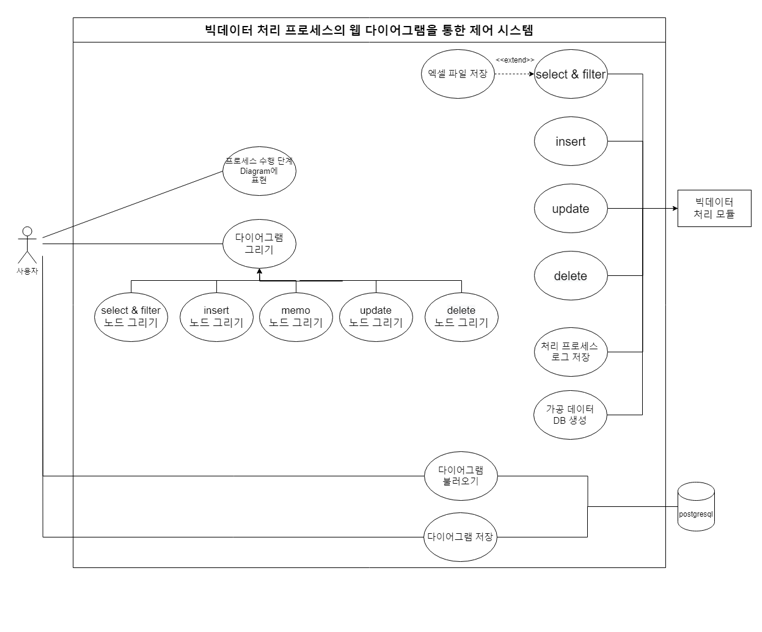 빅데이터 처리 프로세스의 웹 다이어그램을 통한 제어 시스템
엑셀 파일 저장
<<extend>>
select & filter
insert
update
delete
처리 프로세스
로그 저장
가공 데이터
DB 생성
빅데이터
처리 모듈
프로세스 수행 단계
Diagram에
표현
다이어그램
그리기
사용자
select & filter
노드 그리기
insert
노드 그리기
memo
노드 그리기
update
노드 그리기
delete
노드 그리기
다이어그램
불러오기
다이어그램 저장
postgresql